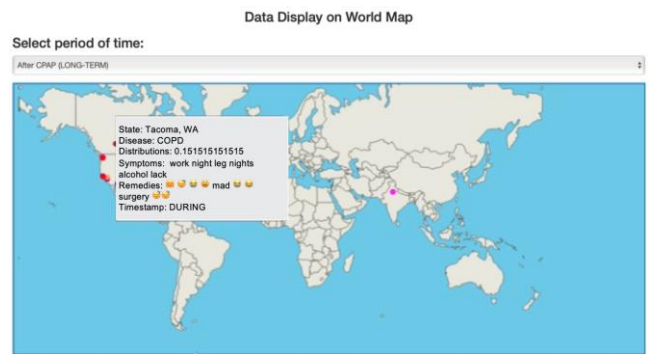 Data Display on World Map
Select period of time:
After CPAP (LONG-TERM)
State: Tacoma, WA
Disease: COPD
Distributions: 0.151515151515
Symptoms: work night leg nights
alcohol lack
Remedies: mad
surgery
Timestamp: DURING